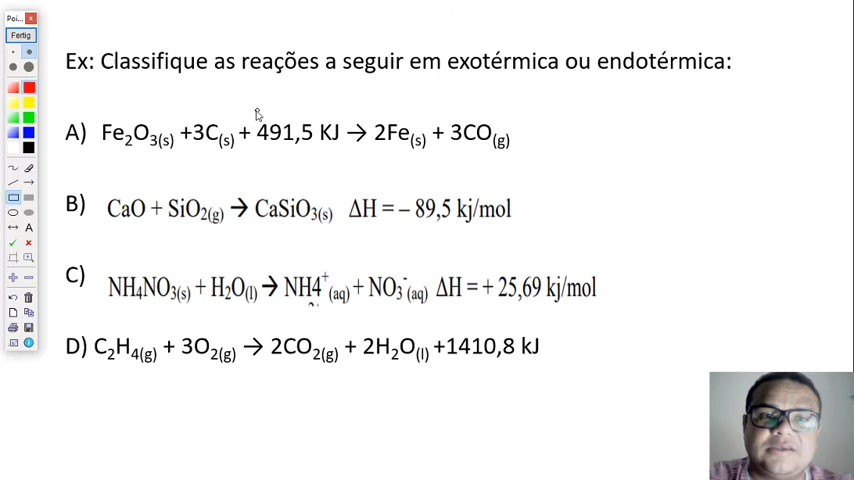 Poi...
Fertig
Ex: Classifique as reações a seguir em exotérmica ou endotérmica:
A) Fe₂O₃₍ₛ₎ +3C₍ₛ₎ + 491,5 KJ → 2Fe₍ₛ₎ + 3CO₍g₎
B) CaO + SiO₂₍g₎ → CaSiO₃₍ₛ₎ ΔH = – 89,5 kj/mol
C) NH₄NO₃₍ₛ₎ + H₂O₍ₗ₎ → NH4⁺₍aq₎ + NO₃⁻₍aq₎ ΔH = + 25,69 kj/mol
D) C₂H₄₍g₎ + 3O₂₍g₎ → 2CO₂₍g₎ + 2H₂O₍ₗ₎ +1410,8 kJ
A